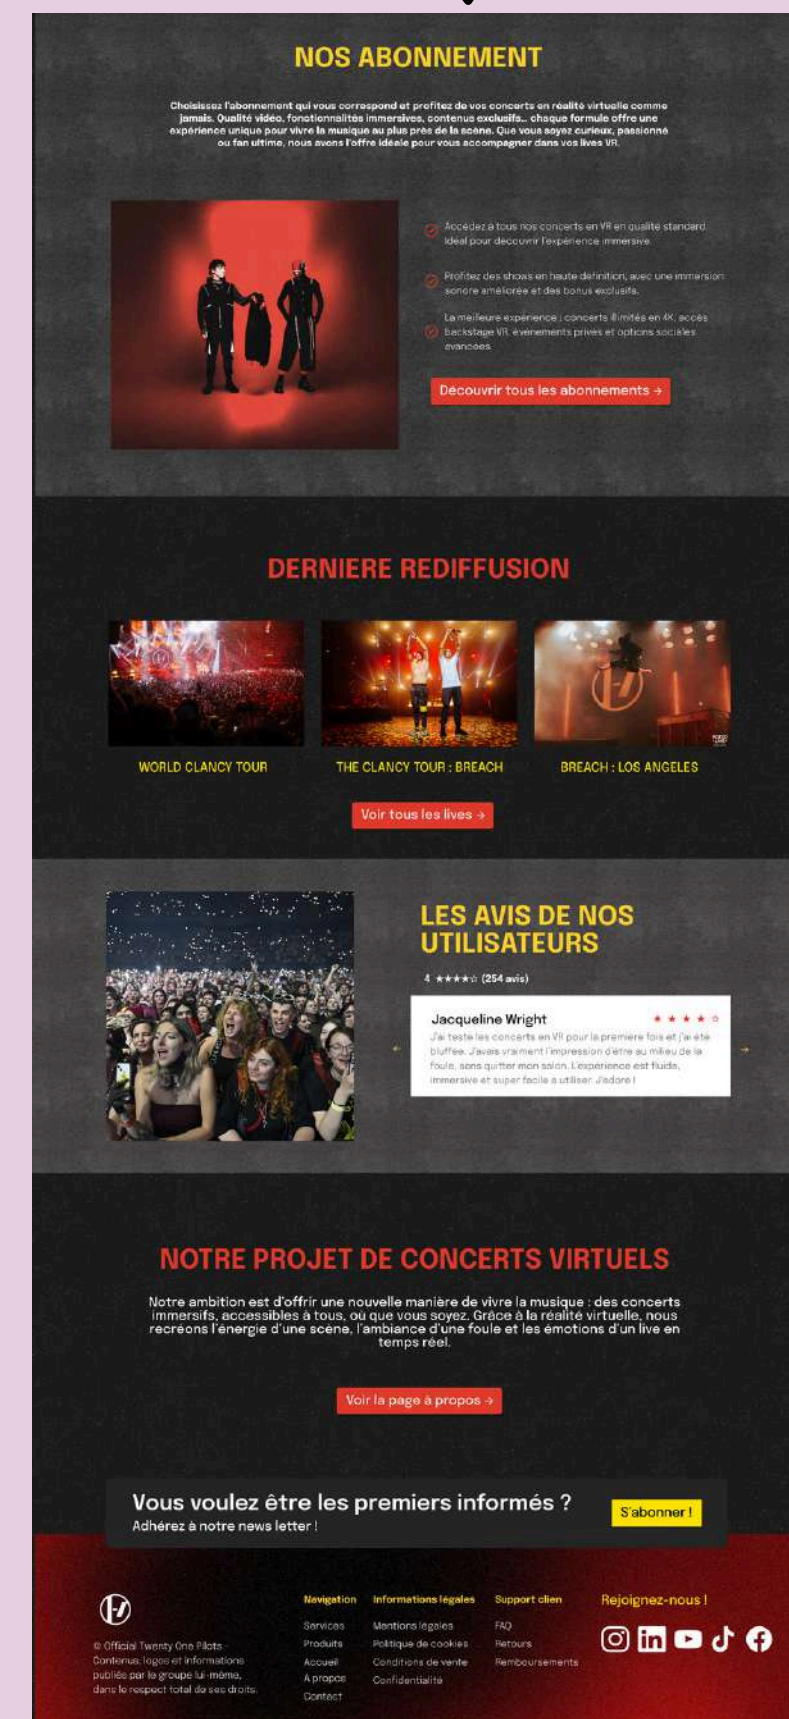 NOS ABONNEMENT
Choisissez l'abonnement qui vous correspond et profitez de vos concerts en réalité virtuelle comme
jamais. Qualité vidéo, fonctionnalités immersives, contenus exclusifs… chaque formule offre une
expérience unique pour vivre la musique au plus près de la scène. Que vous soyez curieux, passionné
ou fan ultime, nous avons l'offre idéale pour vous accompagner dans vos lives VR.
Accédez à tous nos concerts en VR en qualité standard.
Idéal pour découvrir l'expérience immersive.
Profitez des shows en haute définition, avec une immersion
sonore améliorée et des bonus exclusifs.
La meilleure expérience : concerts illimités en 4K, accès
backstage VR, événements privés et options sociales
avancées.
Découvrir tous les abonnements →
DERNIERE REDIFFUSION
WORLD CLANCY TOUR
THE CLANCY TOUR : BREACH
BREACH : LOS ANGELES
Voir tous les lives →
LES AVIS DE NOS
UTILISATEURS
4 ★★★★☆ (254 avis)
Jacqueline Wright ★ ★ ★ ★ ☆
J'ai testé les concerts en VR pour la première fois et j'ai été
bluffée. J'avais vraiment l'impression d'être au milieu de la
foule, sans quitter mon salon. L'expérience est fluide,
immersive et super facile à utiliser. J'adore !
NOTRE PROJET DE CONCERTS VIRTUELS
Notre ambition est d'offrir une nouvelle manière de vivre la musique : des concerts
immersifs, accessibles à tous, où que vous soyez. Grâce à la réalité virtuelle, nous
recréons l'énergie d'une scène, l'ambiance d'une foule et les émotions d'un live en
temps réel.
Voir la page à propos →
Vous voulez être les premiers informés ?
Adhérez à notre news letter !
S'abonner !
© Official Twenty One Pilots -
Contenus, logos et informations
publiés par le groupe lui-même,
dans le respect total de ses droits.
Navigation
Services
Produits
Accueil
A propos
Contact
Informations légales
Mentions légales
Politique de cookies
Conditions de vente
Confidentialité
Support clien
FAQ
Retours
Remboursements
Rejoignez-nous !